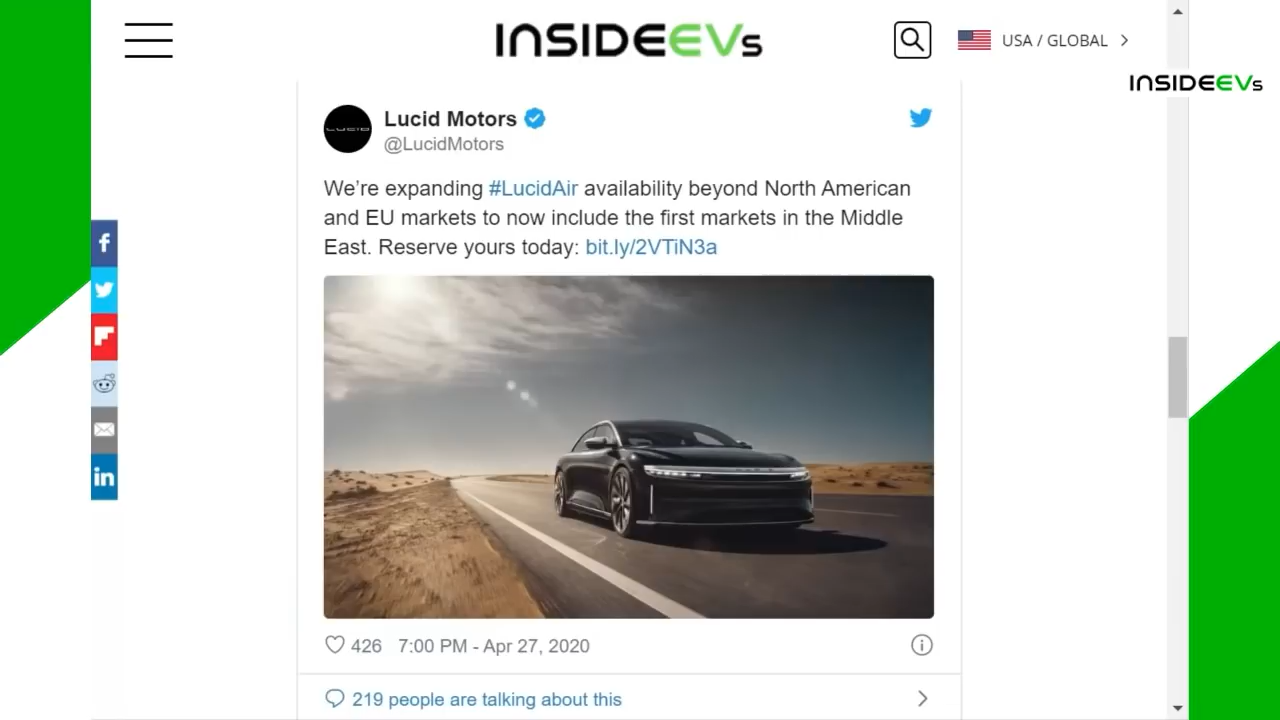 INSIDEEVs
USA / GLOBAL
INSIDEEVs
LUCID
Lucid Motors
@LucidMotors
We’re expanding #LucidAir availability beyond North American
and EU markets to now include the first markets in the Middle
East. Reserve yours today: bit.ly/2VTiN3a
426 7:00 PM - Apr 27, 2020
219 people are talking about this
f
in